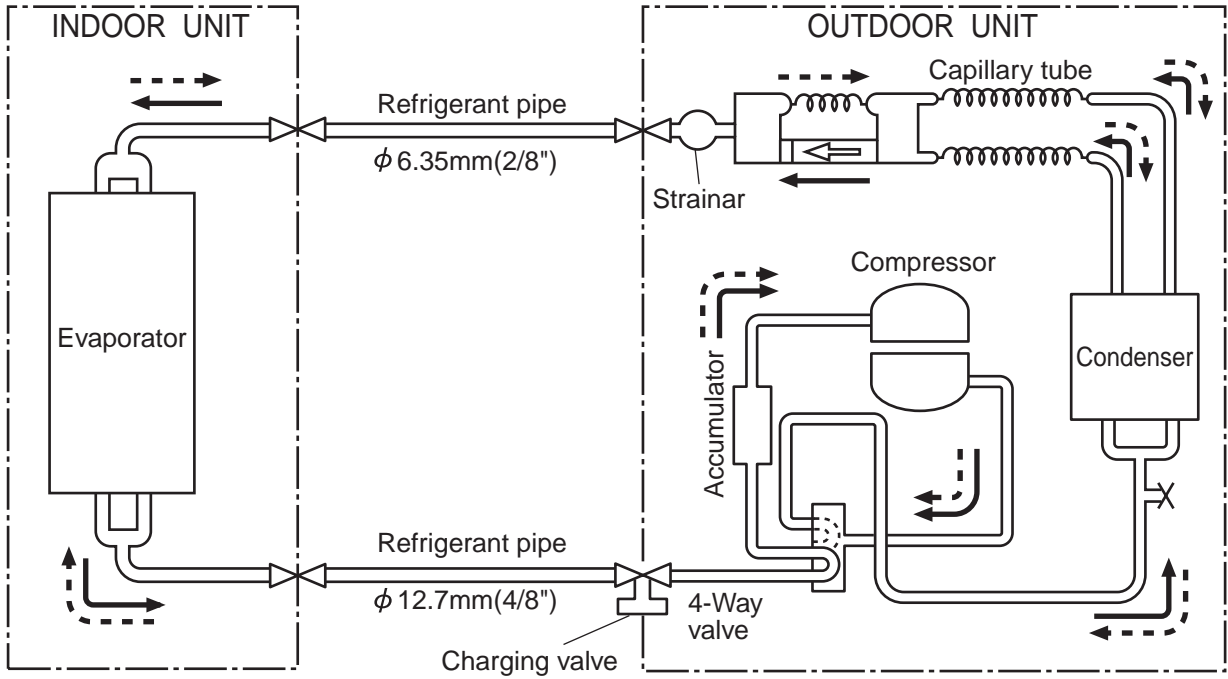 INDOOR UNIT
OUTDOOR UNIT
Capillary tube
Refrigerant pipe
ϕ 6.35mm(2/8")
Strainar
Compressor
Evaporator
Condenser
Accumulator
Refrigerant pipe
ϕ 12.7mm(4/8")
4-Way
valve
Charging valve